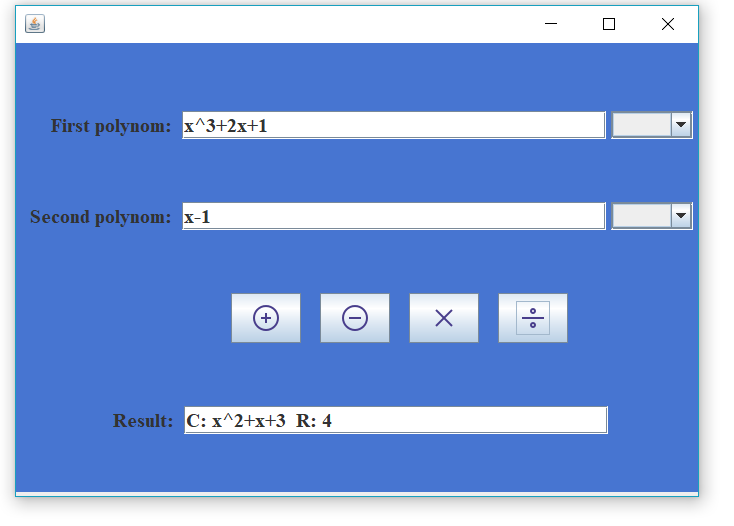 First polynom: x^3+2x+1
Second polynom: x-1
Result: C: x^2+x+3 R: 4